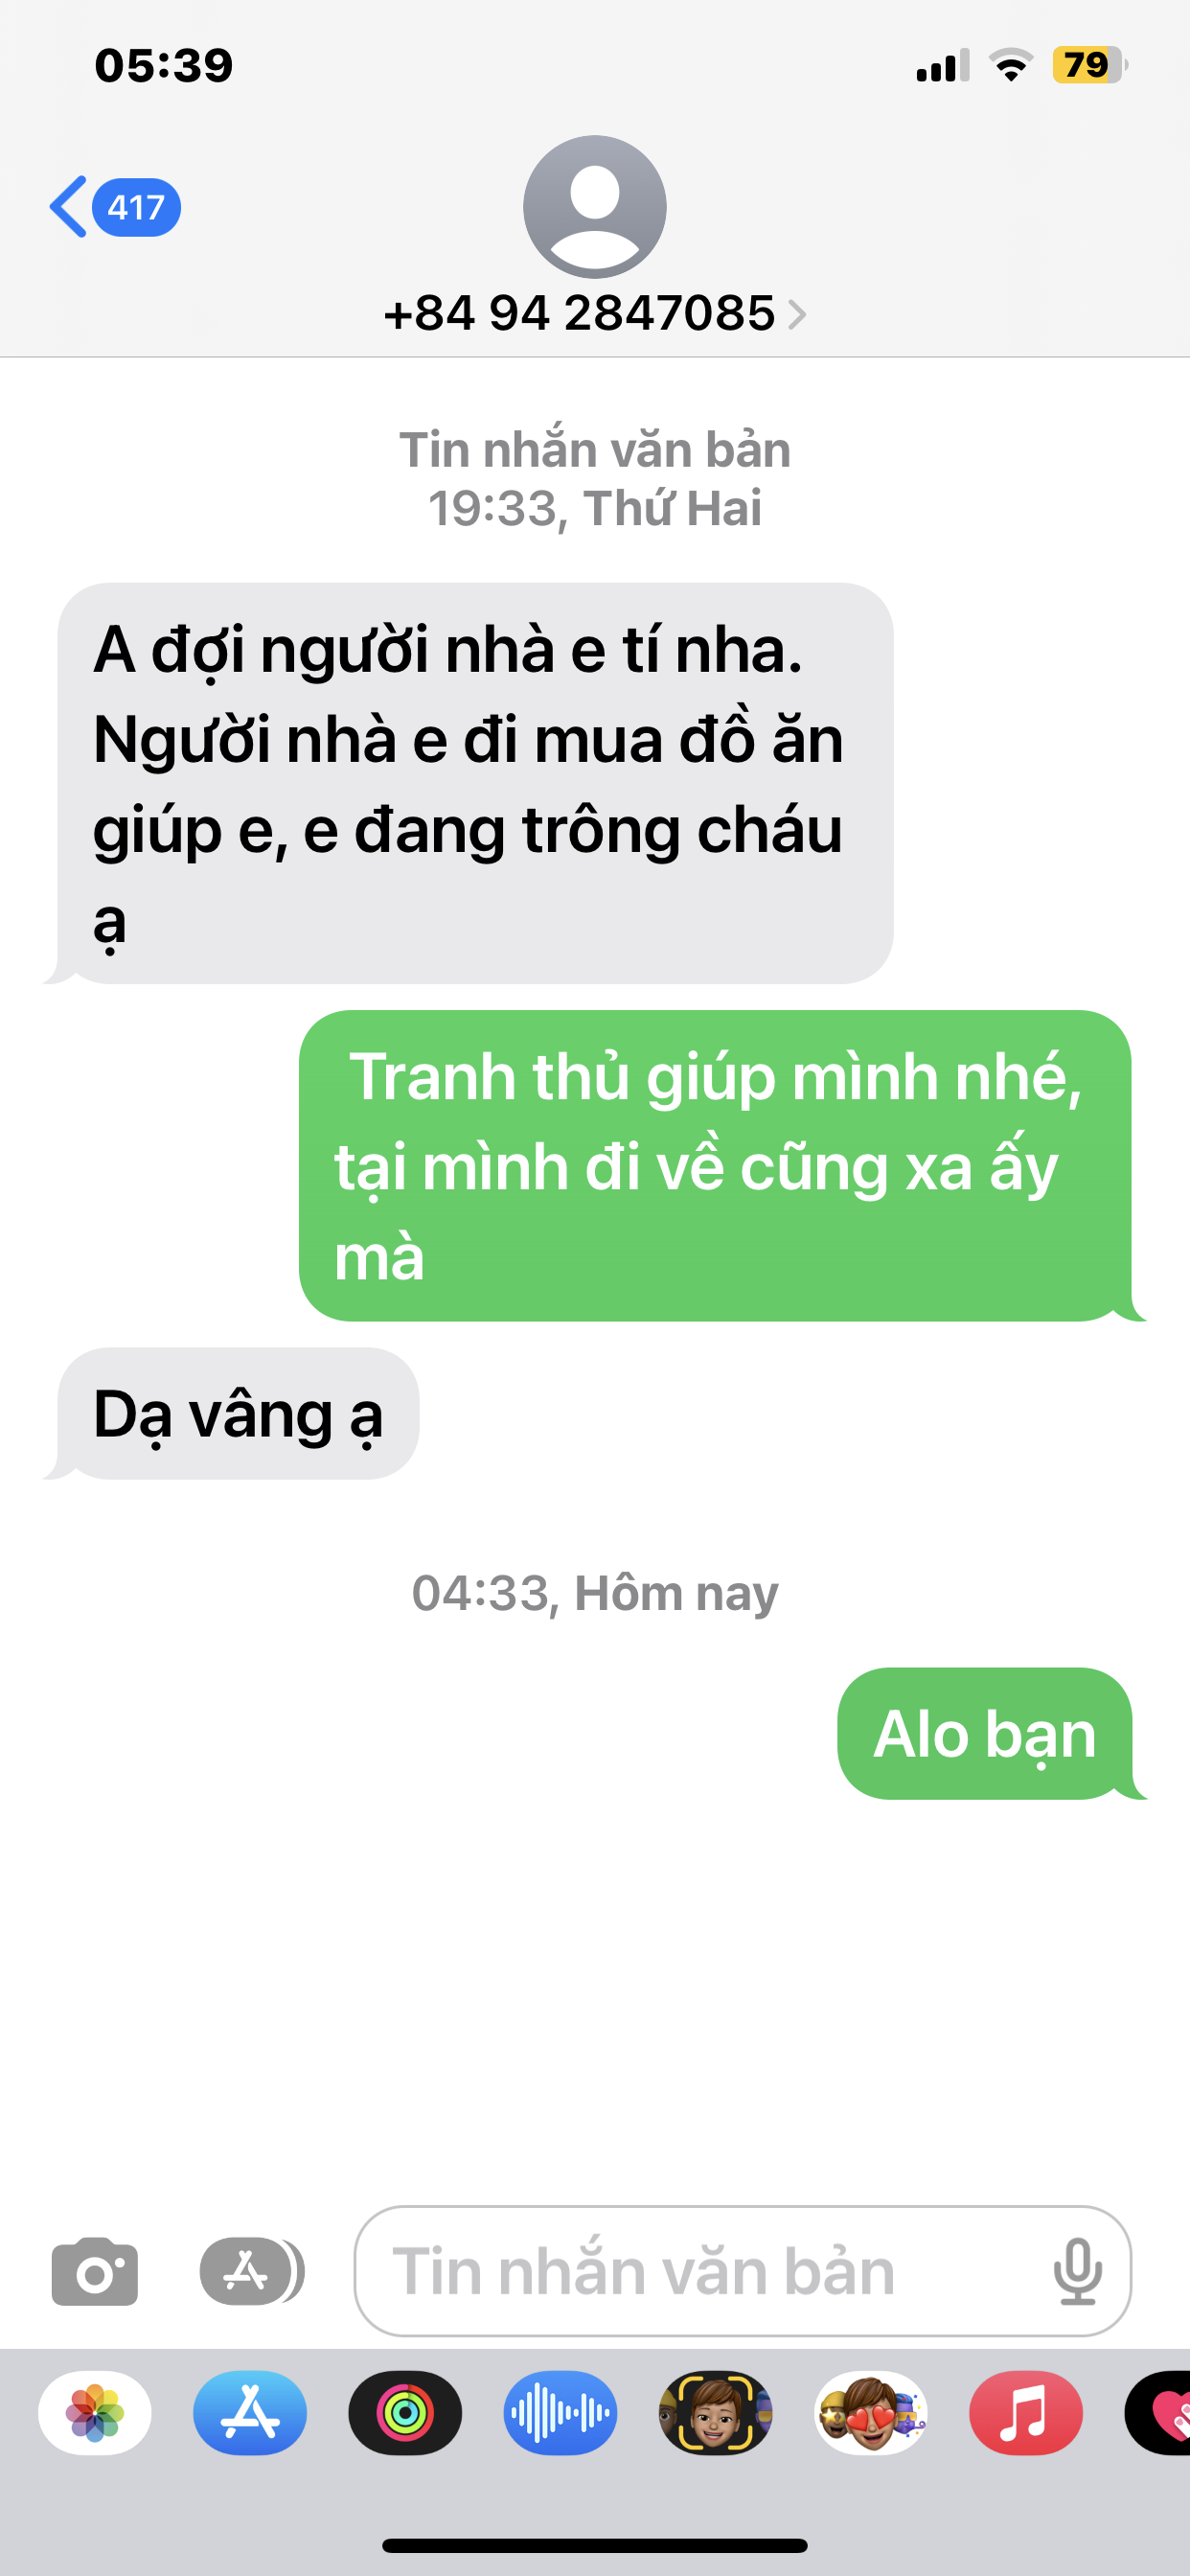 05:39
79
417
+84 94 2847085
Tin nhắn văn bản
19:33, Thứ Hai
A đợi người nhà e tí nha.
Người nhà e đi mua đồ ăn
giúp e, e đang trông cháu
ạ
Tranh thủ giúp mình nhé,
tại mình đi về cũng xa ấy
mà
Dạ vâng ạ
04:33, Hôm nay
Alo bạn
Tin nhắn văn bản